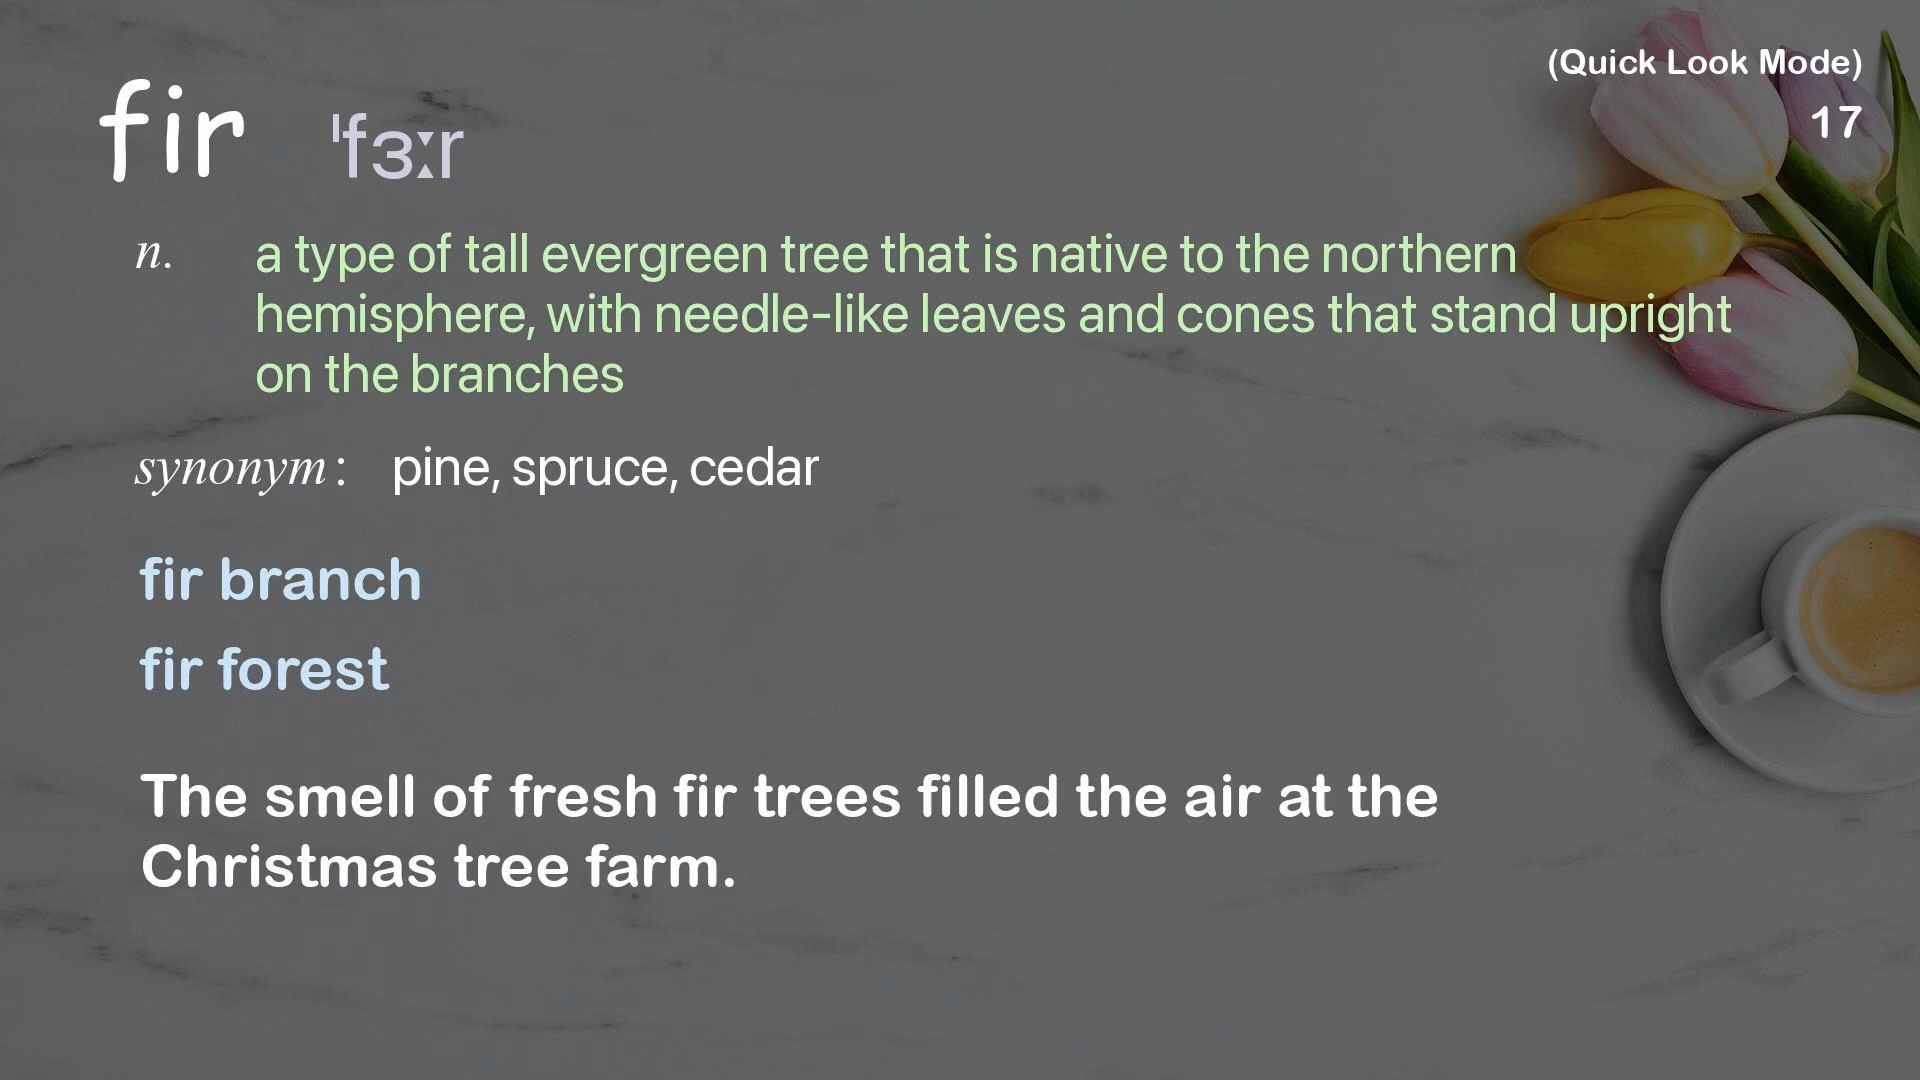 (Quick Look Mode)
17
fir ˈfɜːr
n. a type of tall evergreen tree that is native to the northern
hemisphere, with needle-like leaves and cones that stand upright
on the branches
synonym: pine, spruce, cedar
fir branch
fir forest
The smell of fresh fir trees filled the air at the
Christmas tree farm.